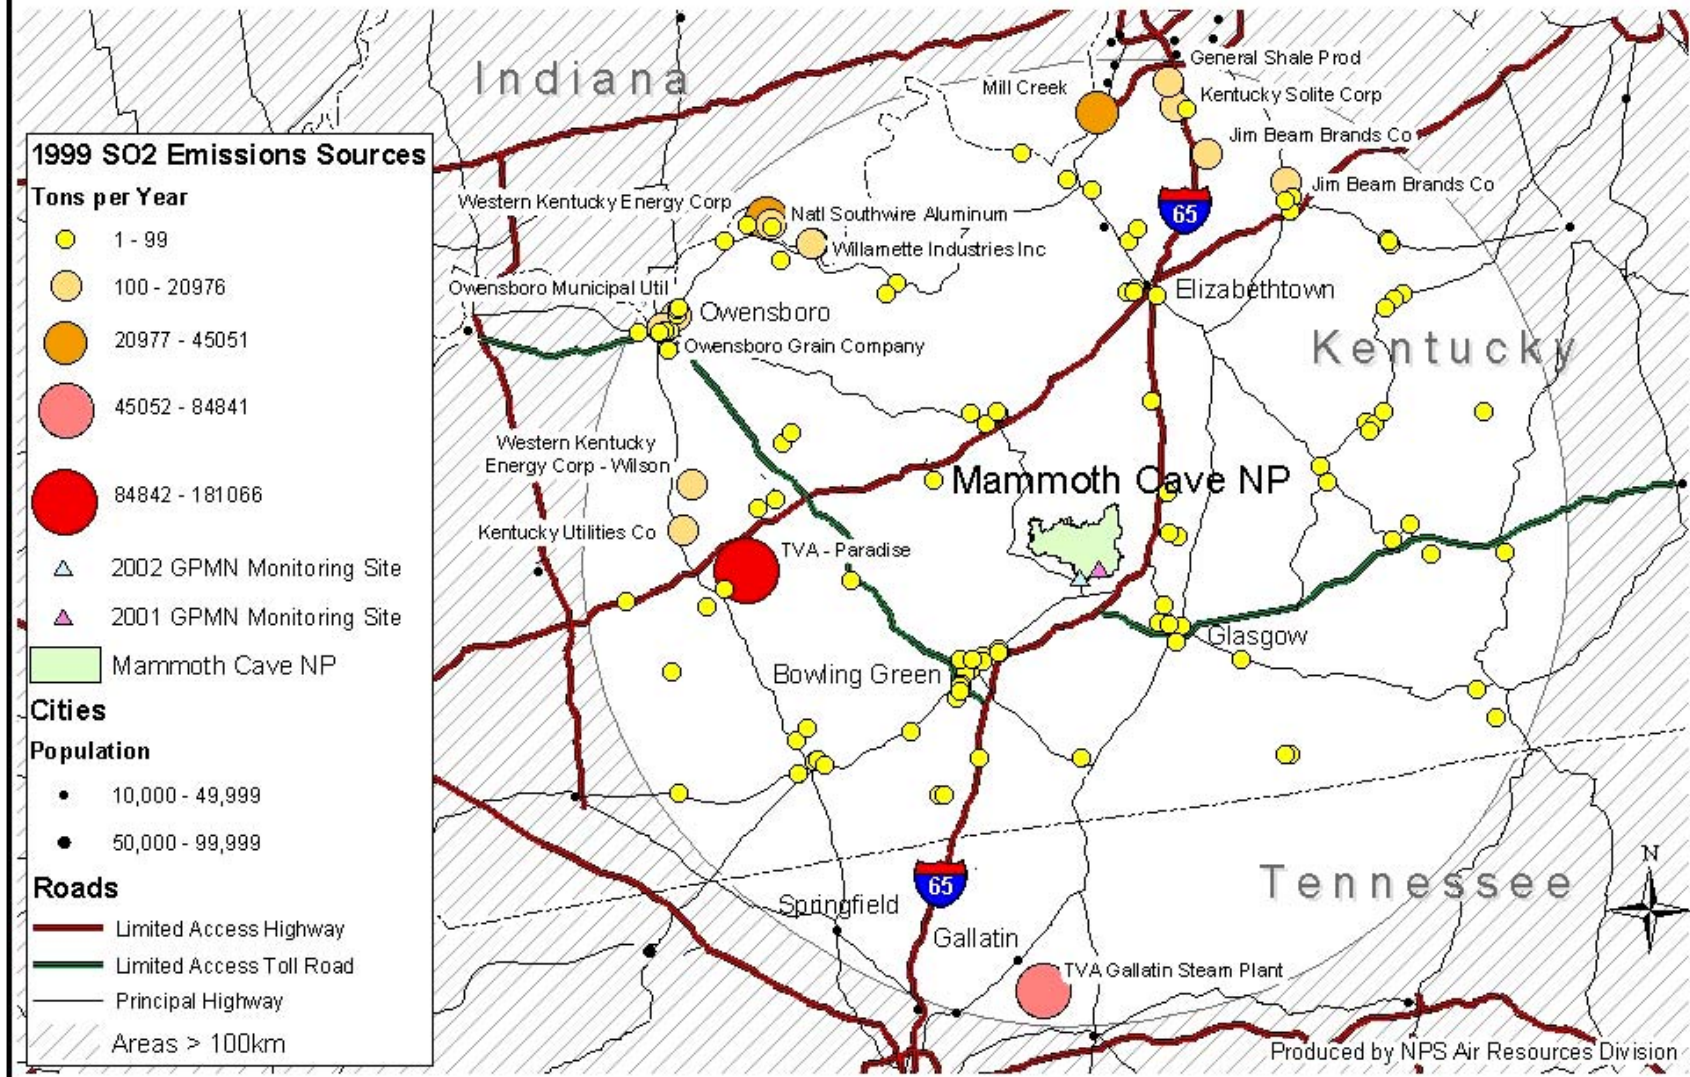 Indiana
General Shale Prod
Mill Creek
Kentucky Solite Corp
Jim Beam Brands Co
Jim Beam Brands Co
65
1999 SO2 Emissions Sources
Tons per Year
1 - 99
100 - 20976
20977 - 45051
45052 - 84841
84842 - 181066
2002 GPMN Monitoring Site
2001 GPMN Monitoring Site
Mammoth Cave NP
Cities
Population
10,000 - 49,999
50,000 - 99,999
Roads
Limited Access Highway
Limited Access Toll Road
Principal Highway
Areas > 100km
Western Kentucky Energy Corp
Natl Southwire Aluminum
Willamette Industries Inc
Owensboro Municipal Util
Owensboro
Owensboro Grain Company
Elizabethtown
Kentucky
Western Kentucky
Energy Corp - Wilson
Mammoth Cave NP
Kentucky Utilities Co
TVA - Paradise
Glasgow
Bowling Green
65
Tennessee
Springfield
Gallatin
TVA Gallatin Steam Plant
N
Produced by NPS Air Resources Division